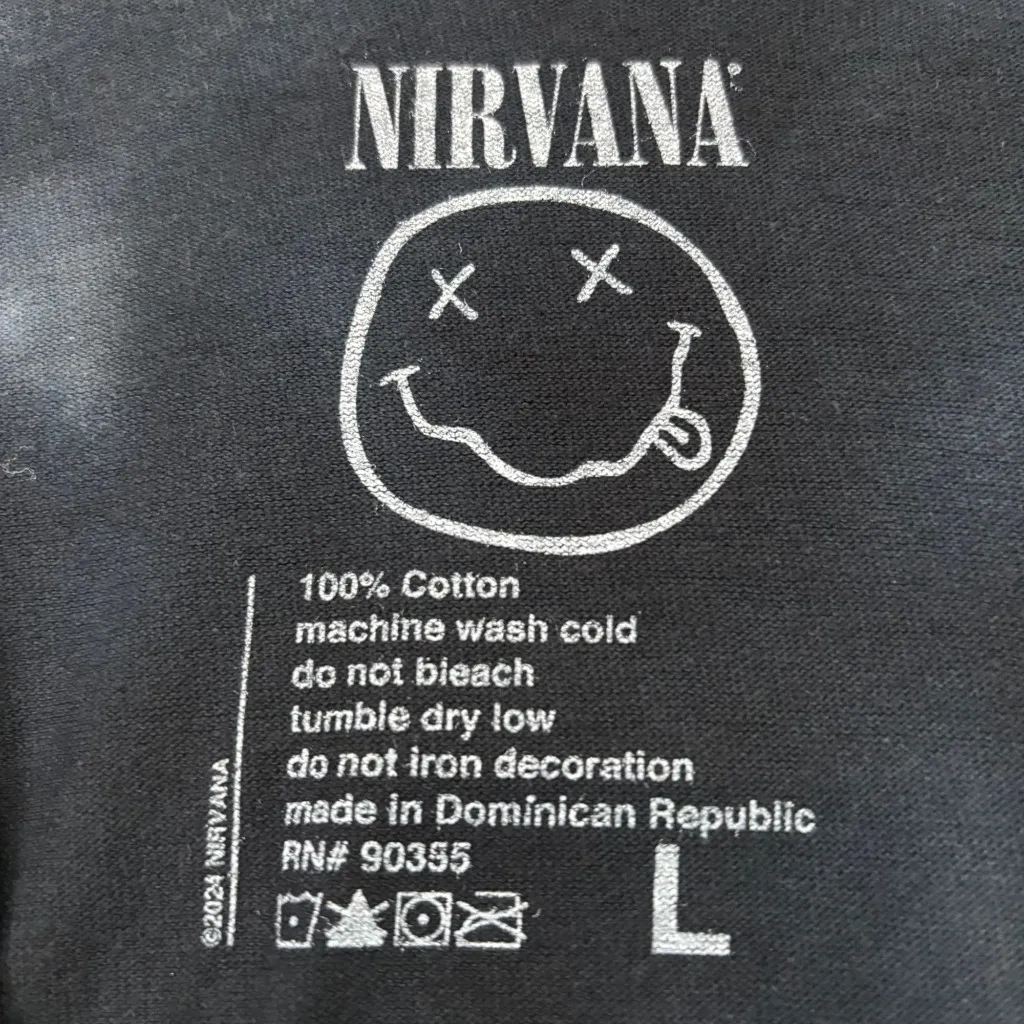 NIRVANA®
100% Cotton
machine wash cold
do not bleach
tumble dry low
do not iron decoration
made in Dominican Republic
RN# 90355
L
©2024 NIRVANA